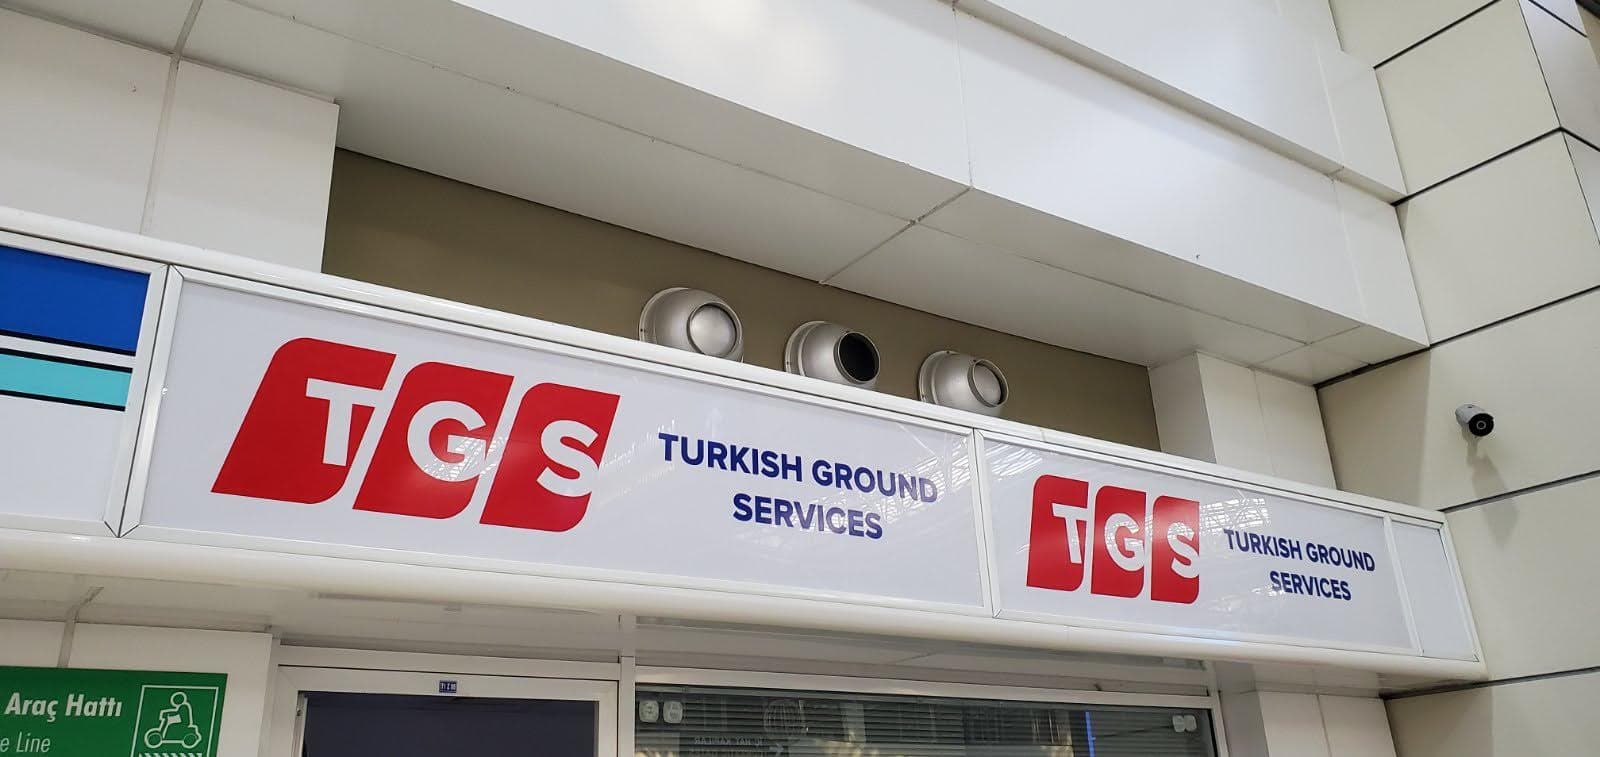 TGS
TURKISH GROUND
SERVICES
TGS
TURKISH GROUND
SERVICES
Araç Hattı
Line